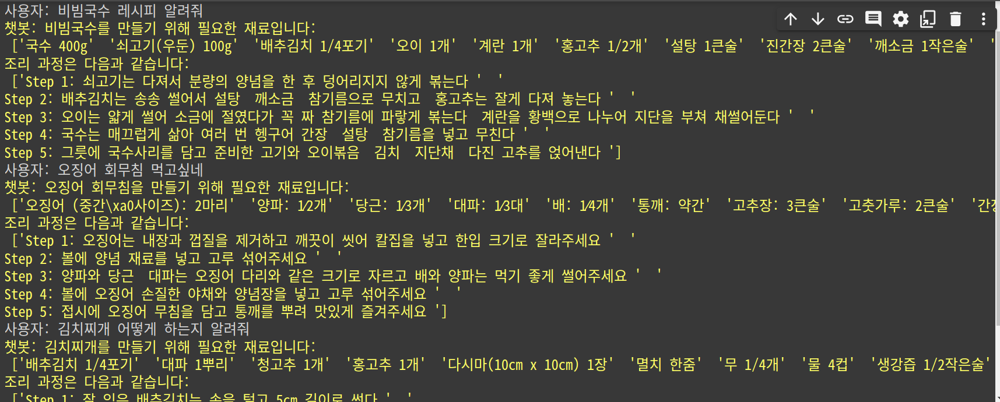 사용자: 비빔국수 레시피 알려줘
챗봇: 비빔국수를 만들기 위해 필요한 재료입니다:
['국수 400g' '쇠고기(우둔) 100g' '배추김치 1/4포기' '오이 1개' '계란 1개' '홍고추 1/2개' '설탕 1큰술' '진간장 2큰술' '깨소금 1작은술' '
조리 과정은 다음과 같습니다:
['Step 1: 쇠고기는 다져서 분량의 양념을 한 후 덩어리지지 않게 볶는다 ' '
Step 2: 배추김치는 송송 썰어서 설탕 깨소금 참기름으로 무치고 홍고추는 잘게 다져 놓는다 ' '
Step 3: 오이는 얇게 썰어 소금에 절였다가 꼭 짜 참기름에 파랗게 볶는다 계란을 황백으로 나누어 지단을 부쳐 채썰어둔다 ' '
Step 4: 국수는 매끄럽게 삶아 여러 번 헹구어 간장 설탕 참기름을 넣고 무친다 ' '
Step 5: 그릇에 국수사리를 담고 준비한 고기와 오이볶음 김치 지단채 다진 고추를 얹어낸다 ']
사용자: 오징어 회무침 먹고싶네
챗봇: 오징어 회무침을 만들기 위해 필요한 재료입니다:
['오징어 (중간\xa0사이즈): 2마리' '양파: 1⁄2개' '당근: 1⁄3개' '대파: 1⁄3대' '배: 1⁄4개' '통깨: 약간' '고추장: 3큰술' '고춧가루: 2큰술' '간장
조리 과정은 다음과 같습니다:
['Step 1: 오징어는 내장과 껍질을 제거하고 깨끗이 씻어 칼집을 넣고 한입 크기로 잘라주세요 ' '
Step 2: 볼에 양념 재료를 넣고 고루 섞어주세요 ' '
Step 3: 양파와 당근 대파는 오징어 다리와 같은 크기로 자르고 배와 양파는 먹기 좋게 썰어주세요 ' '
Step 4: 볼에 오징어 손질한 야채와 양념장을 넣고 고루 섞어주세요 ' '
Step 5: 접시에 오징어 무침을 담고 통깨를 뿌려 맛있게 즐겨주세요 ']
사용자: 김치찌개 어떻게 하는지 알려줘
챗봇: 김치찌개를 만들기 위해 필요한 재료입니다:
['배추김치 1/4포기' '대파 1뿌리' '청고추 1개' '홍고추 1개' '다시마(10cm x 10cm) 1장' '멸치 한줌' '무 1/4개' '물 4컵' '생강즙 1/2작은술'
조리 과정은 다음과 같습니다:
['Step 1: 잘 익은 배추김치는 속을 털고 5cm 길이로 썬다 ' '